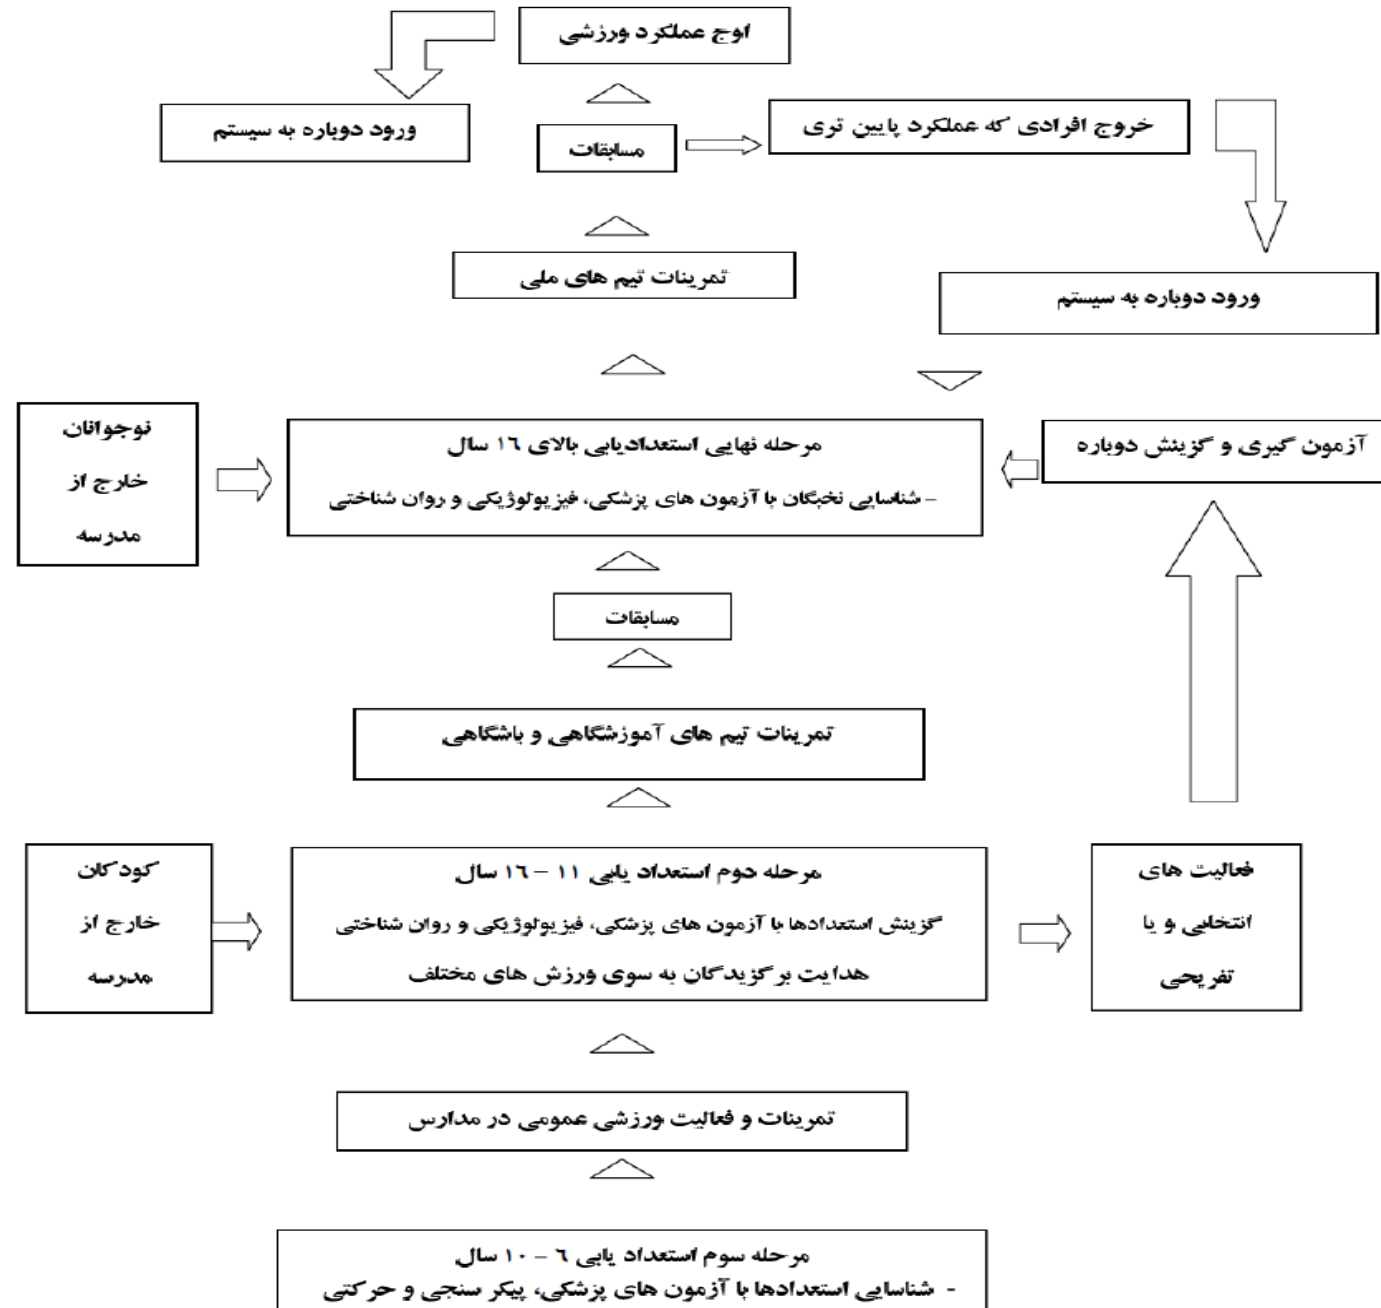 اوج عملکرد ورزشی
ورود دوباره به سیستم
مسابقات
خروج افرادی که عملکرد پایین تری
تمرینات تیم های ملی
ورود دوباره به سیستم
نوجوانان
خارج از
مدرسه
مرحله نهایی استعدادیابی بالای ۱۶ سال
- شناسایی نخبگان با آزمون های پزشکی، فیزیولوژیکی و روان شناختی
آزمون گیری و گزینش دوباره
مسابقات
تمرینات تیم های آموزشگاهی و باشگاهی
کودکان
خارج از
مدرسه
مرحله دوم استعداد یابی ۱۱ - ۱۶ سال
گزینش استعدادها با آزمون های پزشکی، فیزیولوژیکی و روان شناختی
هدایت برگزیدگان به سوی ورزش های مختلف
فعالیت های
انتخابی و یا
تفریحی
تمرینات و فعالیت ورزشی عمومی در مدارس
مرحله سوم استعداد یابی ۶ - ۱۰ سال
- شناسایی استعدادها با آزمون های پزشکی، پیکر سنجی و حرکتی